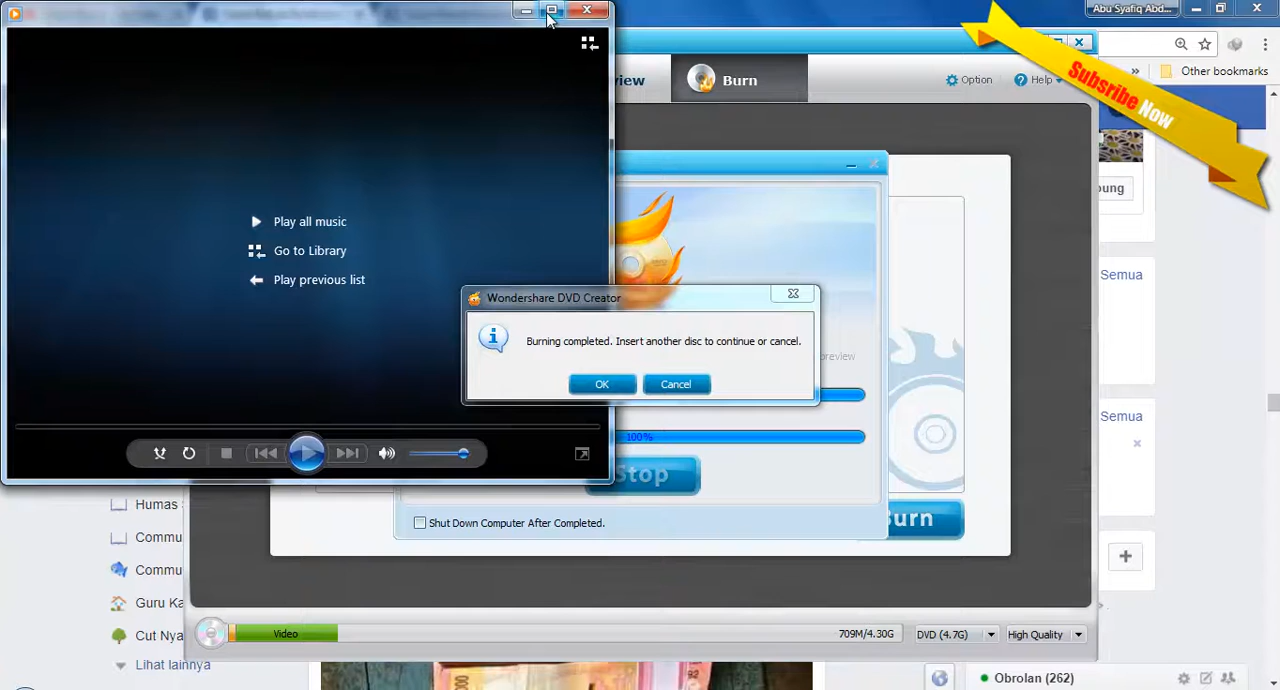 Abu Syafiq Abd...
Subsribe Now
Other bookmarks
view
Burn
Option
Help
Play all music
Go to Library
Play previous list
Wondershare DVD Creator
Burning completed. Insert another disc to continue or cancel.
OK
Cancel
preview
100%
Stop
Shut Down Computer After Completed.
Burn
Video
709M/4.30G
DVD (4.7G)
High Quality
Semua
Semua
Humas
Commu
Commu
Guru Ka
Cut Nya
Lihat lainnya
Obrolan (262)